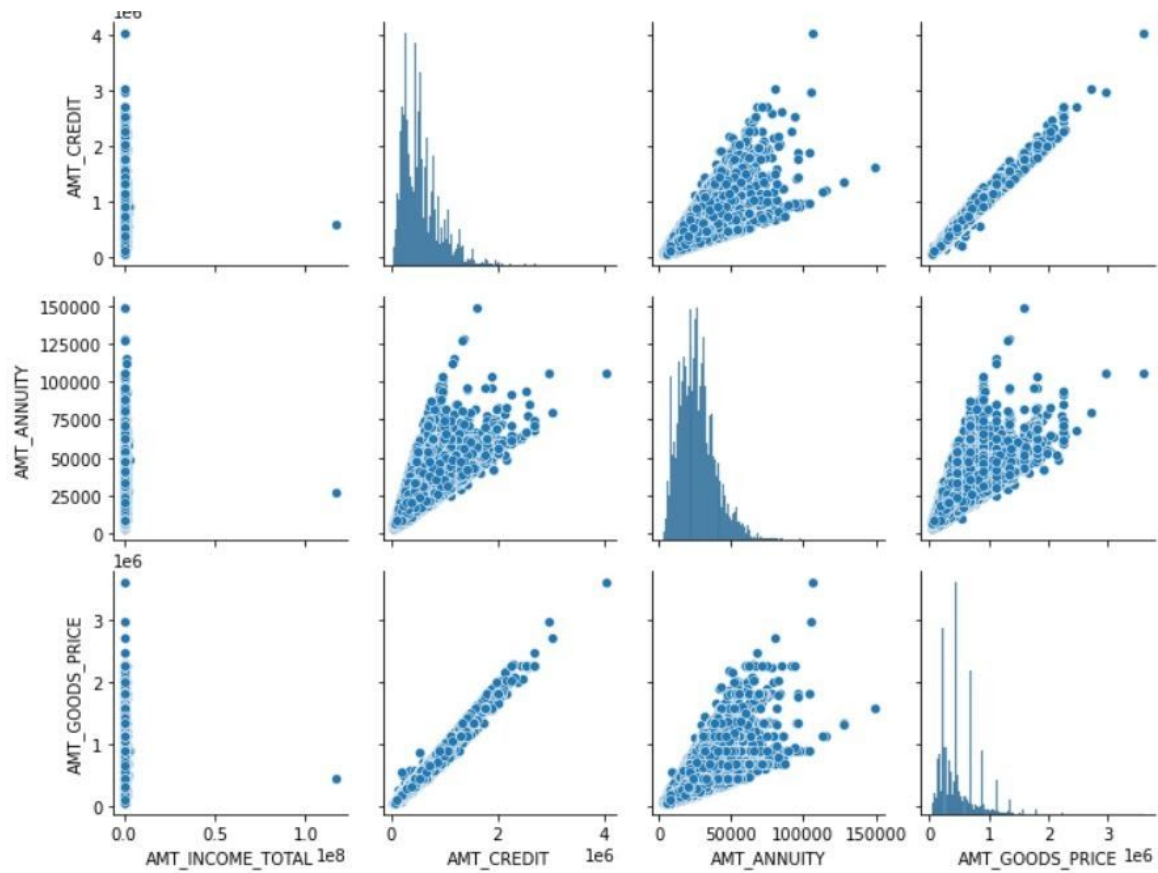 1e6
4
3
2
1
0
AMT_CREDIT
150000
125000
100000
75000
50000
25000
0
AMT_ANNUITY
1e6
3
2
1
0
AMT_GOODS_PRICE
0.0 0.5 1.0 0 2 4 0 50000 100000 150000 0 1 2 3
AMT_INCOME_TOTAL 1e8 AMT_CREDIT 1e6 AMT_ANNUITY AMT_GOODS_PRICE 1e6